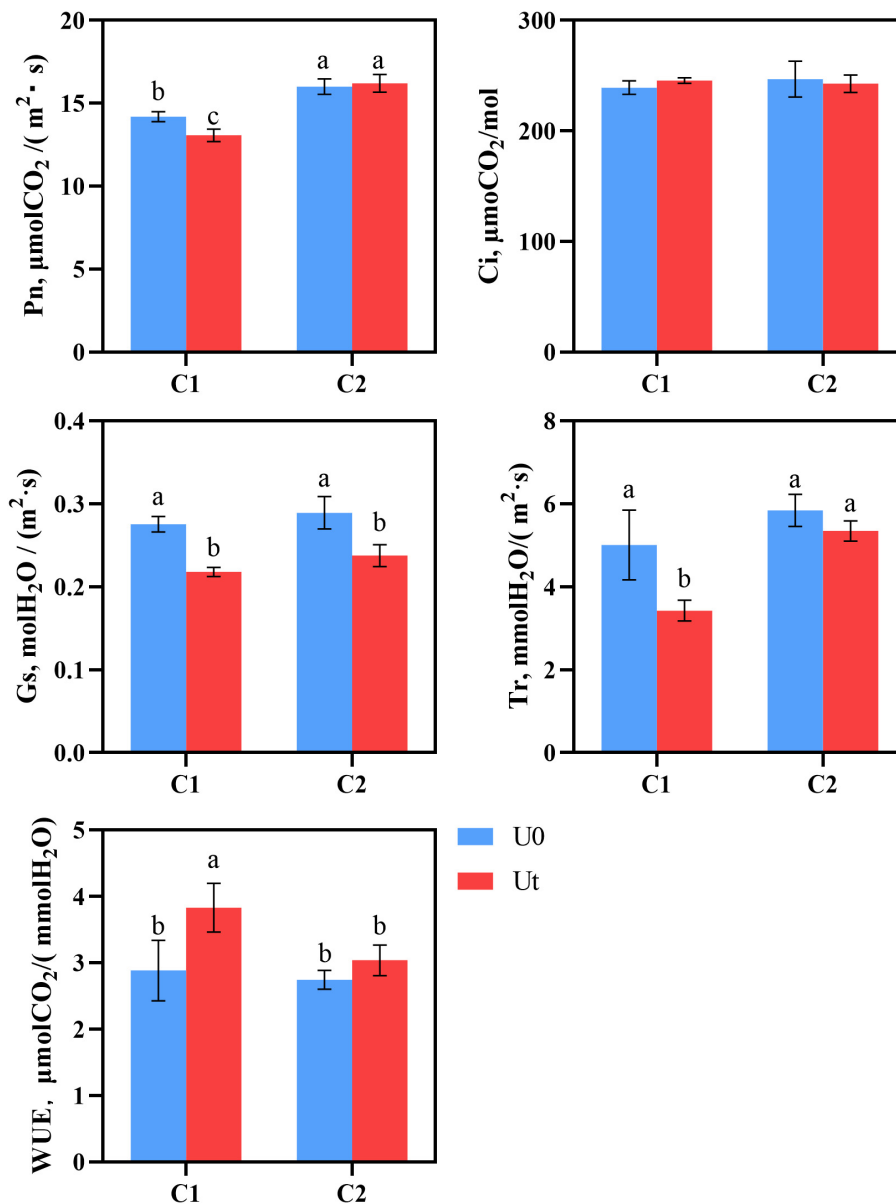 Pn, μmolCO₂ /( m²· s)
20
15
10
5
0
b
c
a
a
C1
C2
Ci, μmoCO₂/mol
300
200
100
0
C1
C2
Gs, molH₂O / (m²·s)
0.4
0.3
0.2
0.1
0.0
a
b
a
b
C1
C2
Tr, mmolH₂O/( m²·s)
8
6
4
2
0
a
b
a
a
C1
C2
WUE, μmolCO₂/( mmolH₂O)
5
4
3
2
1
0
b
a
b
b
C1
C2
U0
Ut